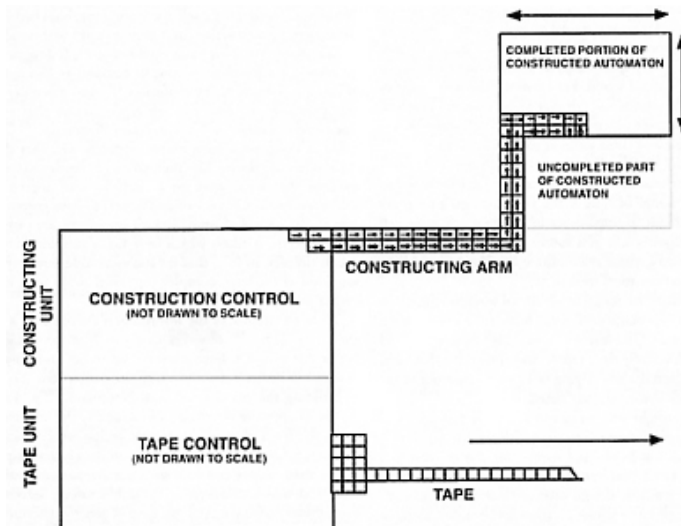 COMPLETED PORTION OF
CONSTRUCTED AUTOMATON
UNCOMPLETED PART
OF CONSTRUCTED
AUTOMATON
CONSTRUCTING ARM
CONSTRUCTING
UNIT
CONSTRUCTION CONTROL
(NOT DRAWN TO SCALE)
TAPE UNIT
TAPE CONTROL
(NOT DRAWN TO SCALE)
TAPE